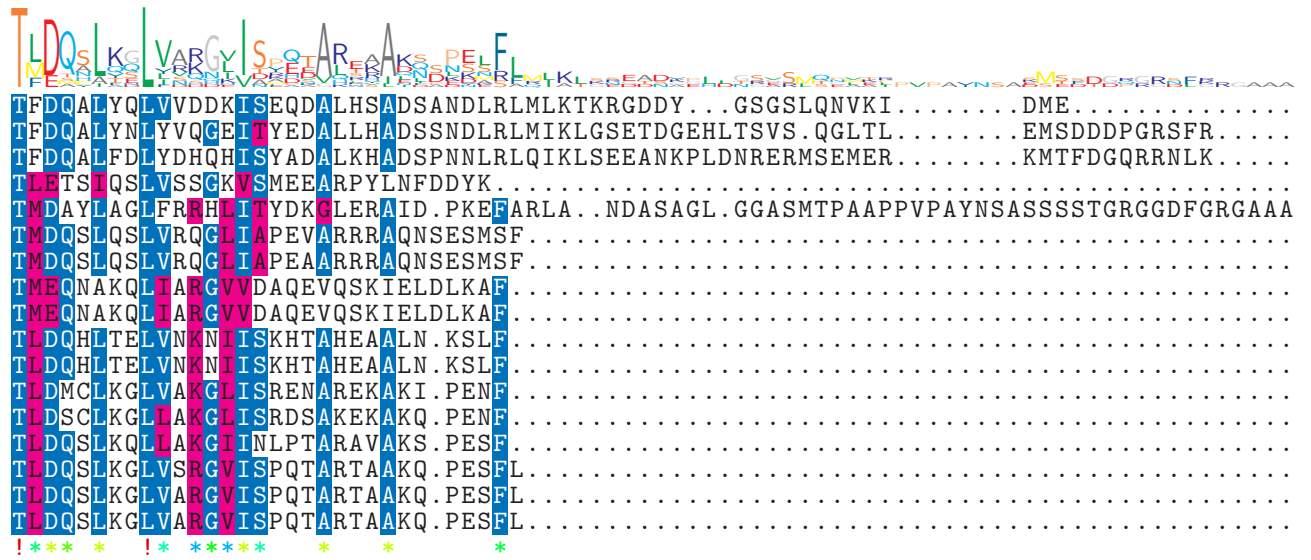 TFDQALYQLVVDDKISEQDALHSADSANDLRLMLKTKRGDDY...GSGSLQNVKI........DME..............
TFDQALYNLYVQGEITYEDALLHADSSNDLRLMIKLGSETDGEHLTSVS.QGLTL........EMSDDDPGRSFR.....
TFDQALFDLYDHQHISYADALKHADSPNNLRLQIKLSEEANKPLDNRERMSEMER........KMTFDGQRRNLK.....
TLETSIQSLVSSGKVSMEEARPYLNFDDYK..................................................
TMDAYLAGLFRRHLITYDKGLERAID.PKEFARLA..NDASAGL.GGASMTPAAPPVPAYNSASSSSTGRGGDFGRGAAA
TMDQSLQSLVRQGLIAPEVARRRAQNSESMSF................................................
TMDQSLQSLVRQGLIAPEAARRRAQNSESMSF................................................
TMEQNAKQLIARGVVDAQEVQSKIELDLKAF.................................................
TMEQNAKQLIARGVVDAQEVQSKIELDLKAF.................................................
TLDQHLTELVNKNIISKHTAHEAALN.KSLF.................................................
TLDQHLTELVNKNIISKHTAHEAALN.KSLF.................................................
TLDMCLKGLVAKGLISRENAREKAKI.PENF.................................................
TLDSCLKGLLAKGLISRDSAKEKAKQ.PENF.................................................
TLDQSLKQLLAKGIINLPTARAVAKS.PESF.................................................
TLDQSLKGLVSRGVISPQTARTAAKQ.PESFL................................................
TLDQSLKGLVARGVISPQTARTAAKQ.PESFL................................................
TLDQSLKGLVARGVISPQTARTAAKQ.PESFL................................................
!*** *  !* *****   *   *      *